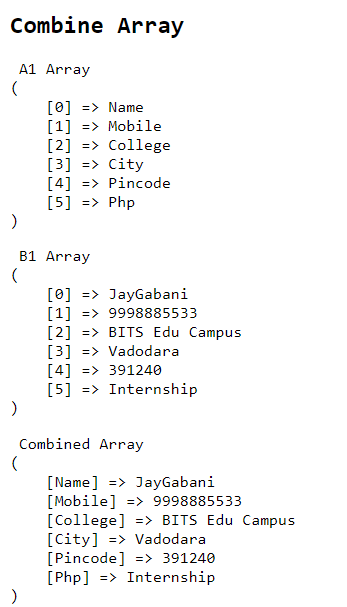 Combine Array
A1 Array
(
[0] => Name
[1] => Mobile
[2] => College
[3] => City
[4] => Pincode
[5] => Php
)
B1 Array
(
[0] => JayGabani
[1] => 9998885533
[2] => BITS Edu Campus
[3] => Vadodara
[4] => 391240
[5] => Internship
)
Combined Array
(
[Name] => JayGabani
[Mobile] => 9998885533
[College] => BITS Edu Campus
[City] => Vadodara
[Pincode] => 391240
[Php] => Internship
)